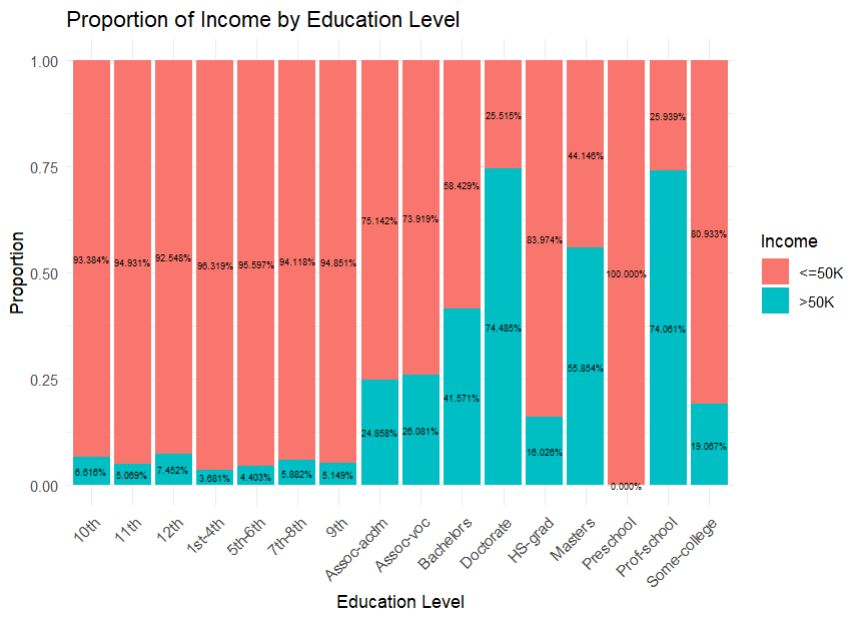 Proportion of Income by Education Level
Proportion
1.00
0.75
0.50
0.25
0.00
93.384%
94.931%
92.548%
96.319%
95.597%
94.118%
94.851%
75.142%
73.919%
58.429%
25.515%
83.974%
44.146%
100.000%
25.939%
80.933%
6.616%
5.069%
7.452%
3.681%
4.403%
5.882%
5.149%
24.858%
26.081%
41.571%
74.485%
16.026%
55.854%
0.000%
74.061%
19.067%
10th
11th
12th
1st-4th
5th-6th
7th-8th
9th
Assoc-acdm
Assoc-voc
Bachelors
Doctorate
HS-grad
Masters
Preschool
Prof-school
Some-college
Education Level
Income
<=50K
>50K